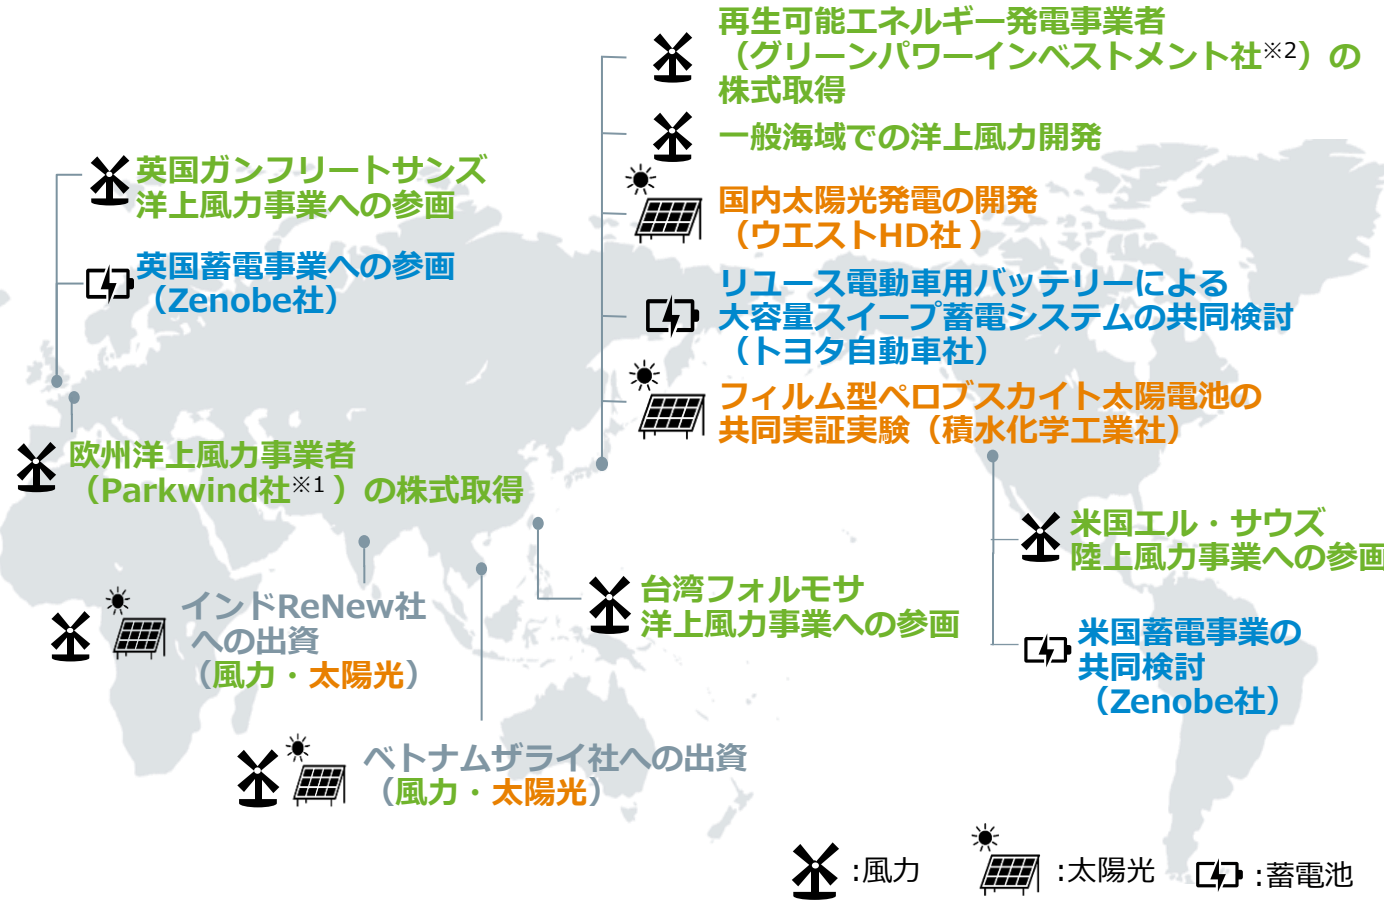 再生可能エネルギー発電事業者
（グリーンパワーインベストメント社※2）の
株式取得
一般海域での洋上風力開発
国内太陽光発電の開発
（ウエストHD社 ）
リユース電動車用バッテリーによる
大容量スイープ蓄電システムの共同検討
（トヨタ自動車社）
フィルム型ペロブスカイト太陽電池の
共同実証実験（積水化学工業社）
英国ガンフリートサンズ
洋上風力事業への参画
英国蓄電事業への参画
（Zenobe社）
欧州洋上風力事業者
（Parkwind社※1 ）の株式取得
インドReNew社
への出資
（風力・太陽光）
ベトナムザライ社への出資
（風力・太陽光）
台湾フォルモサ
洋上風力事業への参画
米国エル・サウズ
陸上風力事業への参画
米国蓄電事業の
共同検討
（Zenobe社）
:風力
:太陽光
:蓄電池